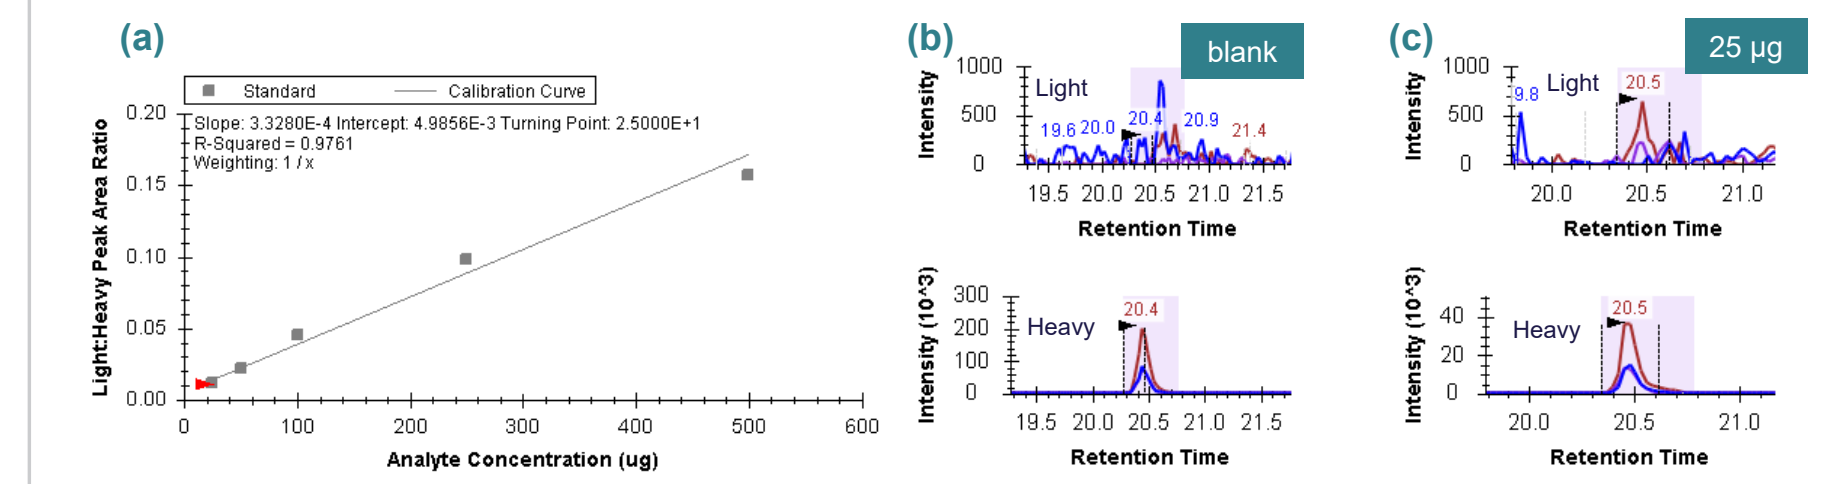 (a)
Standard
Calibration Curve
Slope: 3.3280E-4 Intercept: 4.9856E-3 Turning Point: 2.5000E+1
R-Squared = 0.9761
Weighting: 1 / x
Light:Heavy Peak Area Ratio
0.20
0.15
0.10
0.05
0.00
0 100 200 300 400 500 600
Analyte Concentration (ug)
(b)
blank
Light
Intensity
1000
500
0
19.6 20.0 20.4 20.9 21.4
19.5 20.0 20.5 21.0 21.5
Retention Time
Heavy
Intensity (10^3)
300
200
100
0
20.4
19.5 20.0 20.5 21.0 21.5
Retention Time
(c)
25 µg
Light
Intensity
1000
500
0
9.8
20.5
20.0 20.5 21.0
Retention Time
Heavy
Intensity (10^3)
40
20
0
20.5
20.0 20.5 21.0
Retention Time